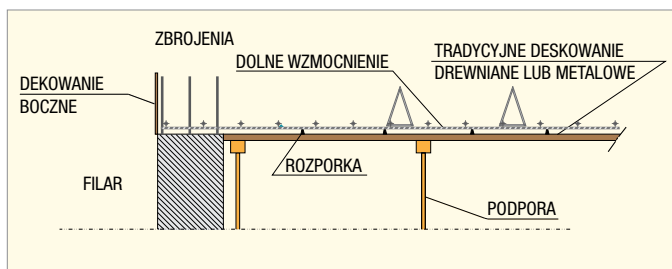 ZBROJENIA
DOLNE WZMOCNIENIE
TRADYCYJNE DESKOWANIE
DREWNIANE LUB METALOWE
DEKOWANIE
BOCZNE
ROZPORKA
FILAR
PODPORA